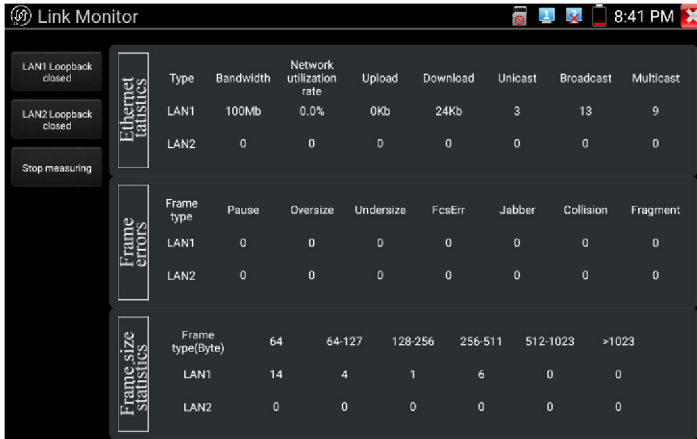 Link Monitor
8:41 PM
LAN1 Loopback
closed
LAN2 Loopback
closed
Stop measuring
Ethernet
tatistics
Type Bandwidth Network utilization rate Upload Download Unicast Broadcast Multicast
LAN1 100Mb 0.0% 0Kb 24Kb 3 13 9
LAN2 0 0 0 0 0 0 0
Frame
errors
Frame type Pause Oversize Undersize FcsErr Jabber Collision Fragment
LAN1 0 0 0 0 0 0 0
LAN2 0 0 0 0 0 0 0
Frame size
statistics
Frame type(Byte) 64 64-127 128-256 256-511 512-1023 >1023
LAN1 14 4 1 6 0 0
LAN2 0 0 0 0 0 0